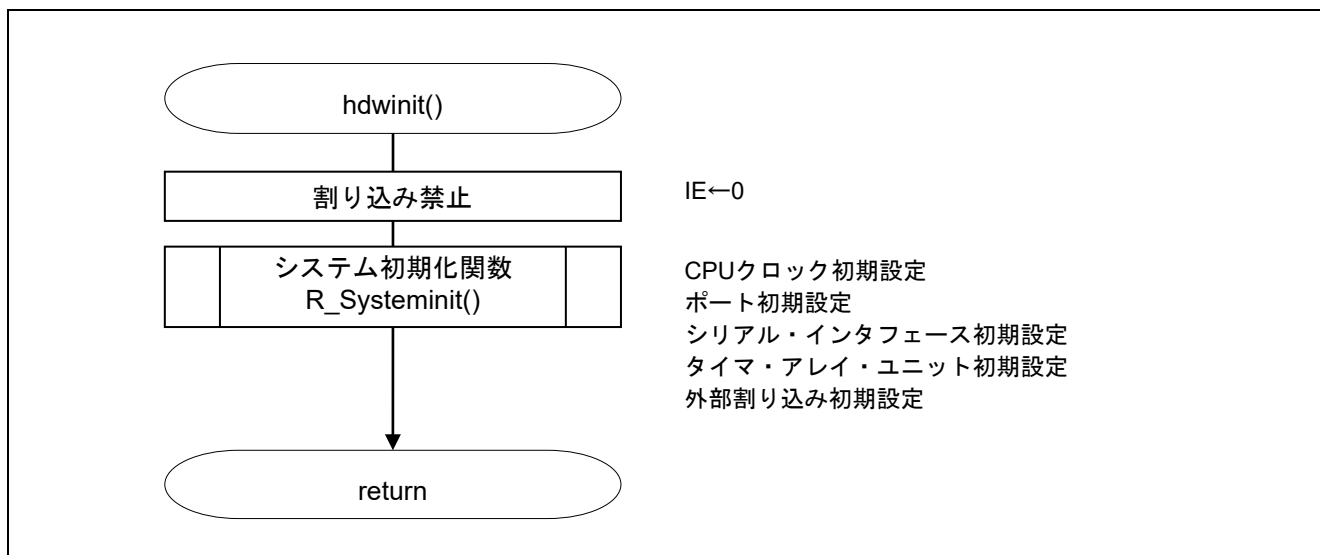 hdwinit()
割り込み禁止
IE←0
システム初期化関数
R_Systeminit()
CPUクロック初期設定
ポート初期設定
シリアル・インタフェース初期設定
タイマ・アレイ・ユニット初期設定
外部割り込み初期設定
return